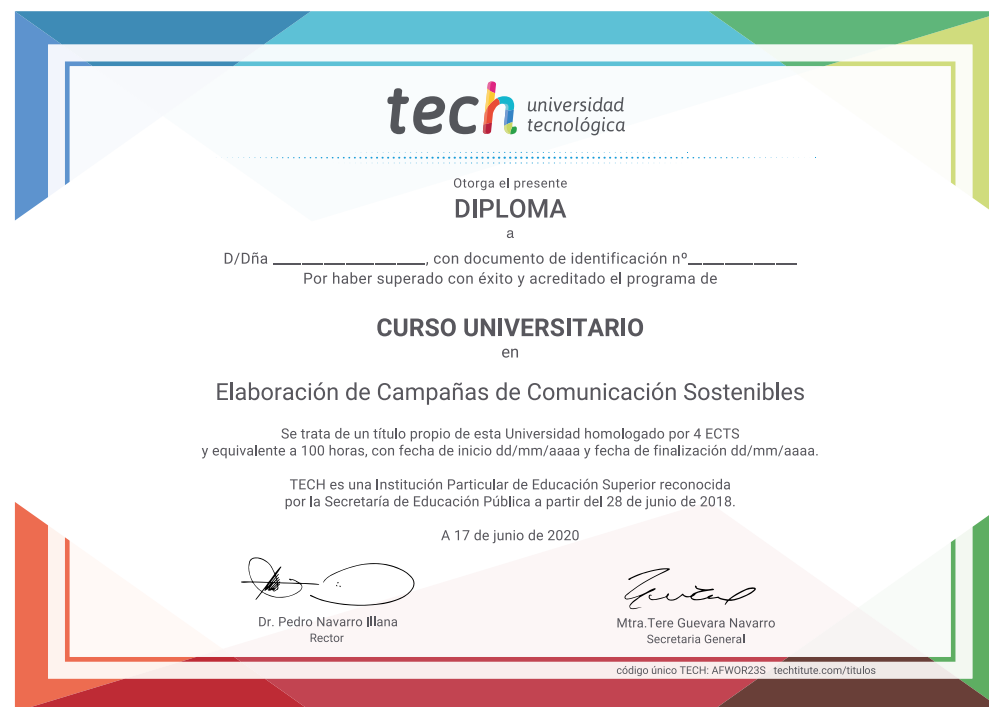 tech universidad
tecnológica
Otorga el presente
DIPLOMA
a
D/Dña ________________, con documento de identificación nº____________
Por haber superado con éxito y acreditado el programa de
CURSO UNIVERSITARIO
en
Elaboración de Campañas de Comunicación Sostenibles
Se trata de un título propio de esta Universidad homologado por 4 ECTS
y equivalente a 100 horas, con fecha de inicio dd/mm/aaaa y fecha de finalización dd/mm/aaaa.
TECH es una Institución Particular de Educación Superior reconocida
por la Secretaría de Educación Pública a partir del 28 de junio de 2018.
A 17 de junio de 2020
Dr. Pedro Navarro Illana
Rector
Mtra.Tere Guevara Navarro
Secretaria General
código único TECH: AFWOR23S techtitute.com/titulos